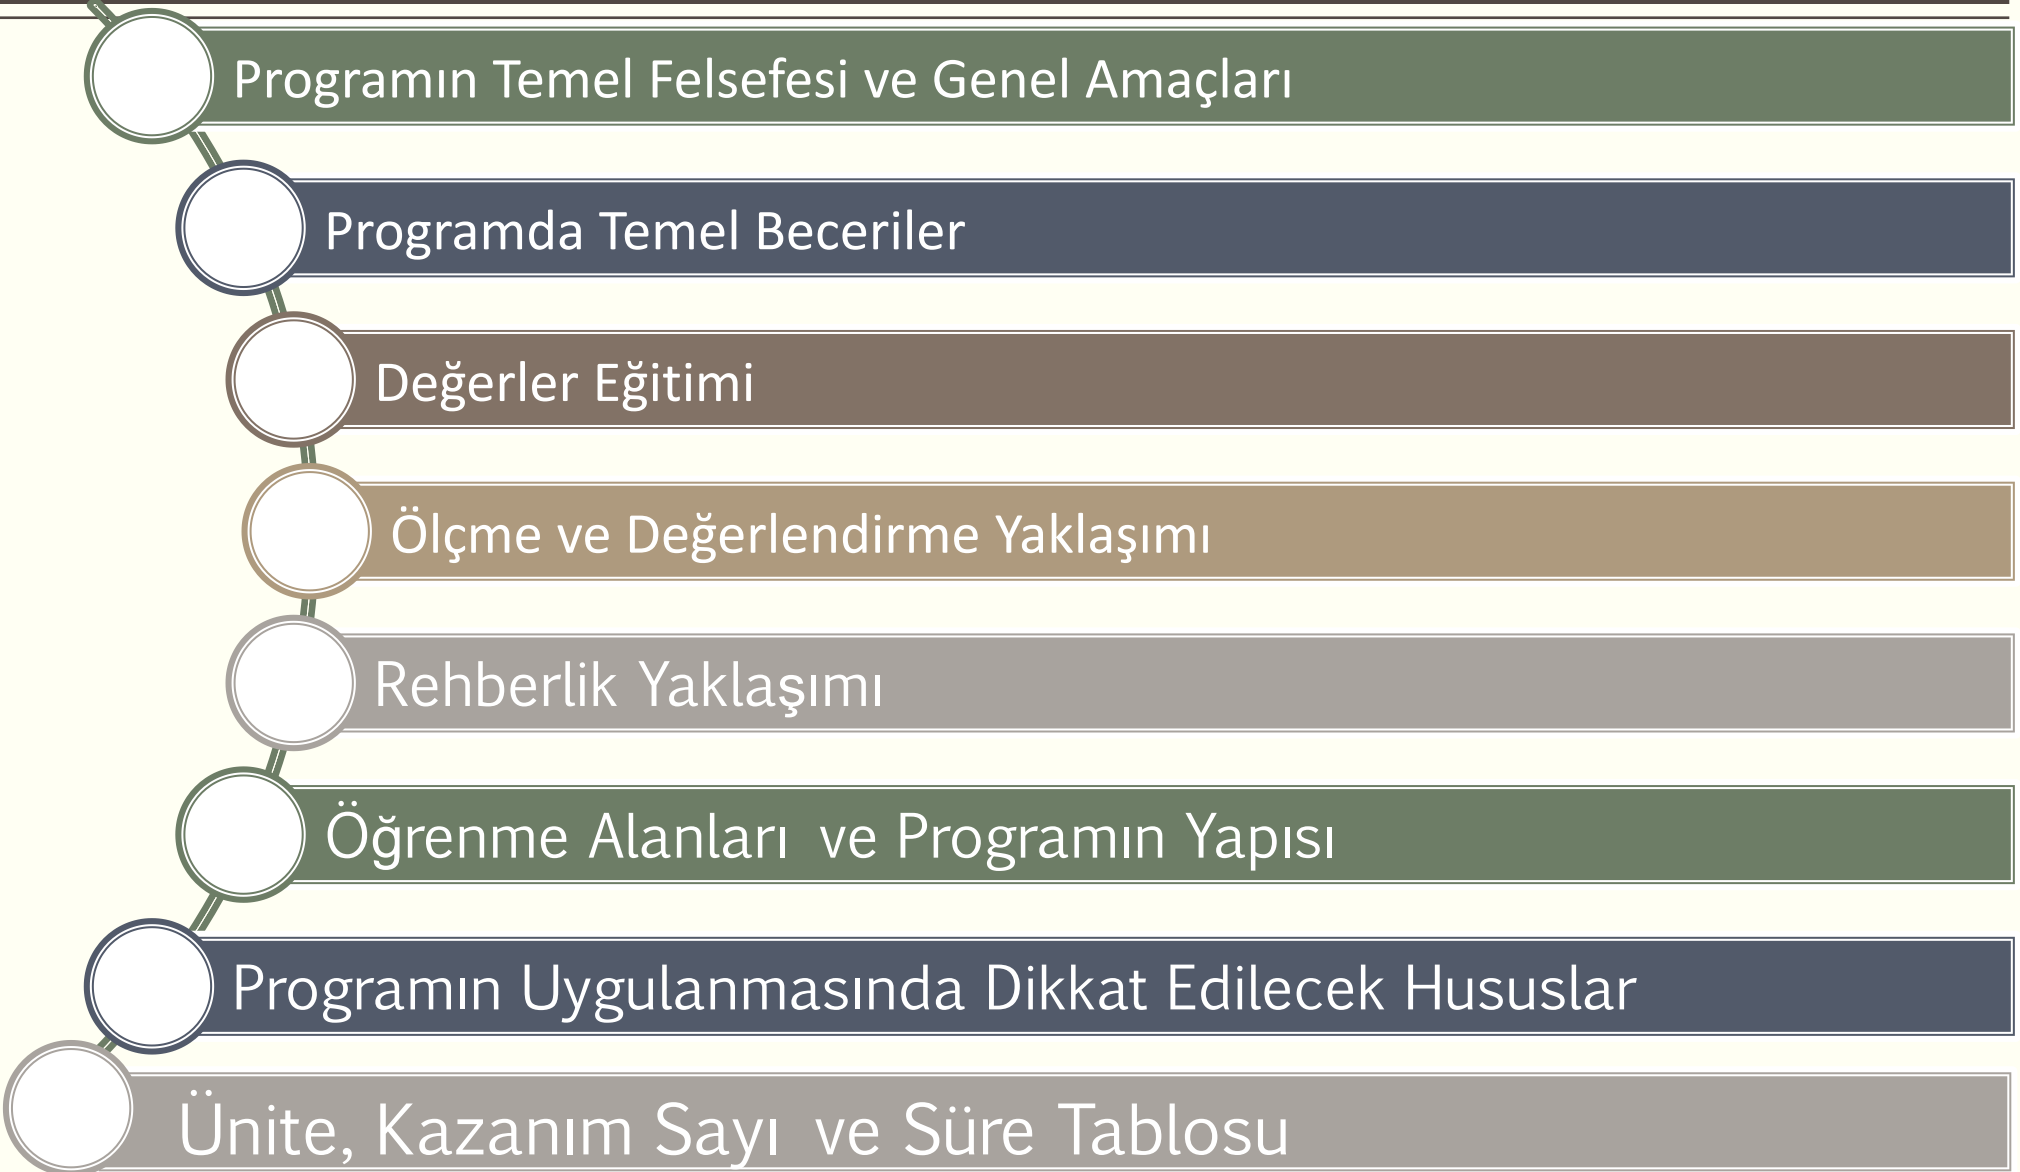 Programın Temel Felsefesi ve Genel Amaçları
Programda Temel Beceriler
Değerler Eğitimi
Ölçme ve Değerlendirme Yaklaşımı
Rehberlik Yaklaşımı
Öğrenme Alanları ve Programın Yapısı
Programın Uygulanmasında Dikkat Edilecek Hususlar
Ünite, Kazanım Sayı ve Süre Tablosu